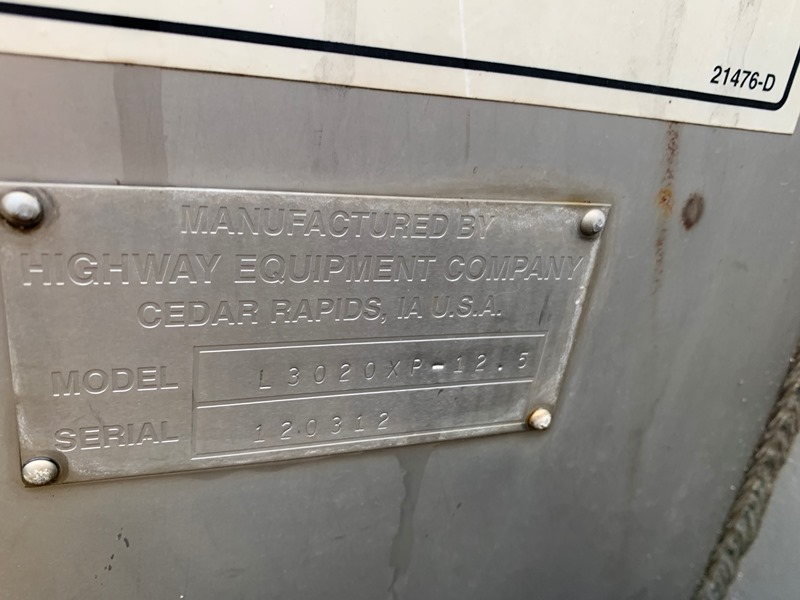 21476-D
MANUFACTURED BY
HIGHWAY EQUIPMENT COMPANY
CEDAR RAPIDS, IA U.S.A.
MODEL L3020XP-12.5
SERIAL 120312